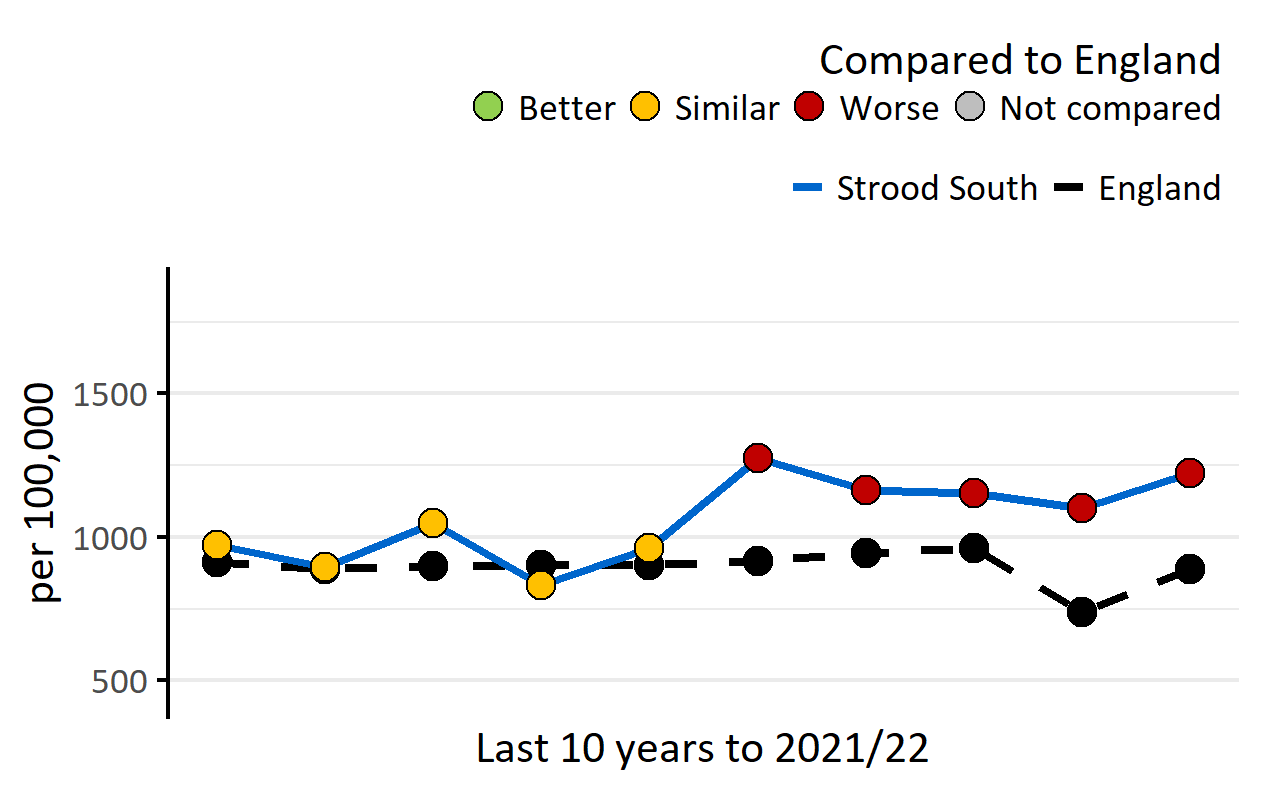 Compared to England
Better Similar Worse Not compared
Strood South England
per 100,000
1500
1000
500
Last 10 years to 2021/22